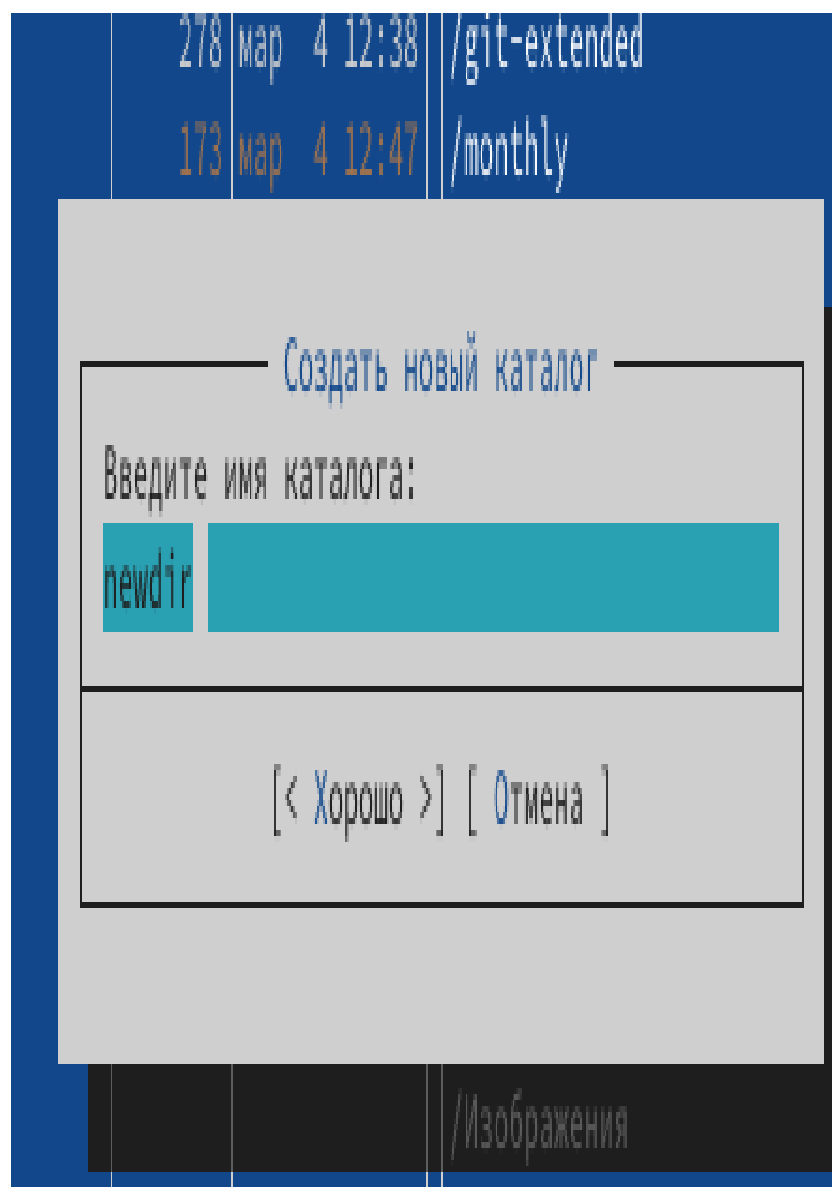 278 мар 4 12:38 /git-extended
173 мар 4 12:47 /monthly
Создать новый каталог
Введите имя каталога:
newdir
[< Хорошо >] [ Отмена ]
/Изображения